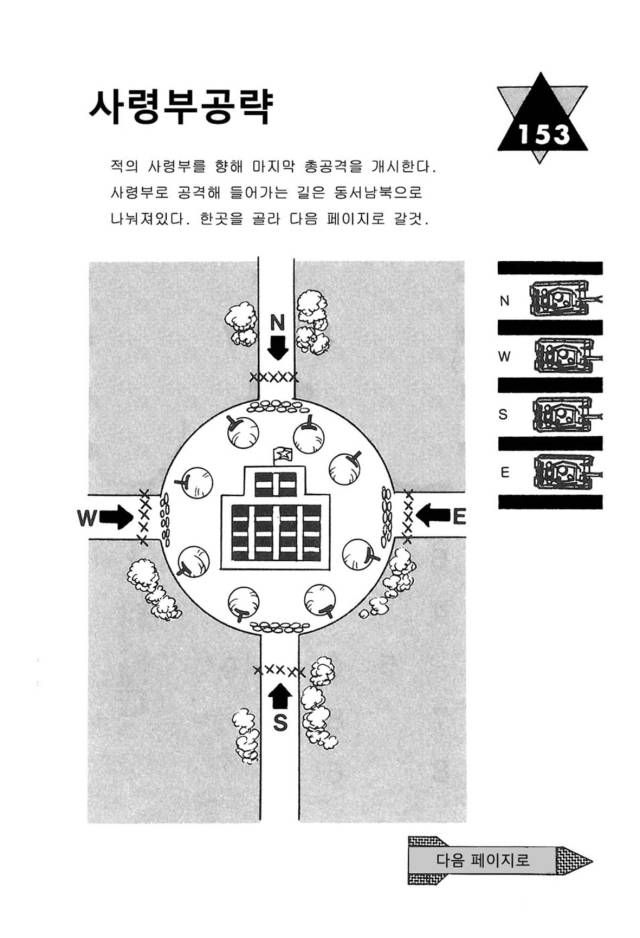 사령부공략
153
적의 사령부를 향해 마지막 총공격을 개시한다.
사령부로 공격해 들어가는 길은 동서남북으로
나눠져있다. 한곳을 골라 다음 페이지로 갈것.
N
W
E
S
N
W
S
E
다음 페이지로